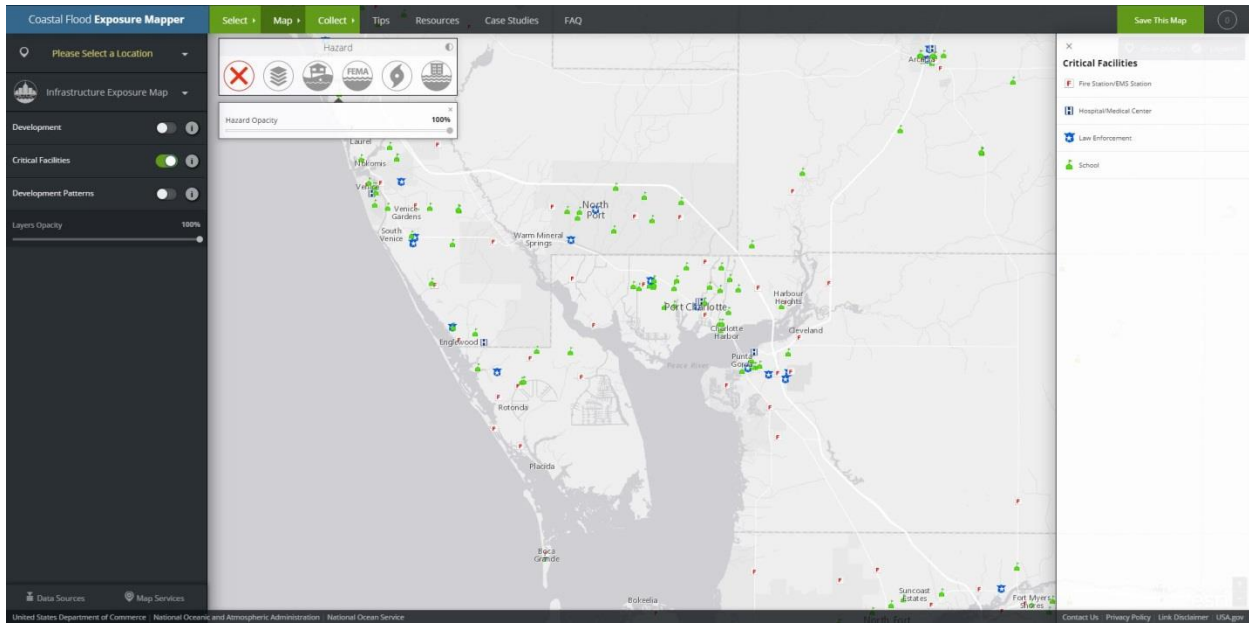 Coastal Flood Exposure Mapper
Select
Map
Collect
Tips
Resources
Case Studies
FAQ
Save This Map
0
Please Select a Location
Infrastructure Exposure Map
Development
Critical Facilities
Development Patterns
Layers Opacity 100%
Hazard
FEMA
Hazard Opacity 100%
Critical Facilities
F Fire Station/EMS Station
H Hospital/Medical Center
Law Enforcement
School
Laurel
Nokomis
Venice
Venice Gardens
South Venice
North Port
Warm Mineral Springs
Port Charlotte
Harbour Heights
Charlotte Harbor
Cleveland
Punta Gorda
Peace River
Englewood
Rotonda
Placida
Boca Grande
Bokeelia
Suncoast Estates
Fort Myers Shores
North Fort
Data Sources
Map Services
United States Department of Commerce | National Oceanic and Atmospheric Administration National Ocean Service
Contact Us | Privacy Policy | Link Disclaimer | USA.gov